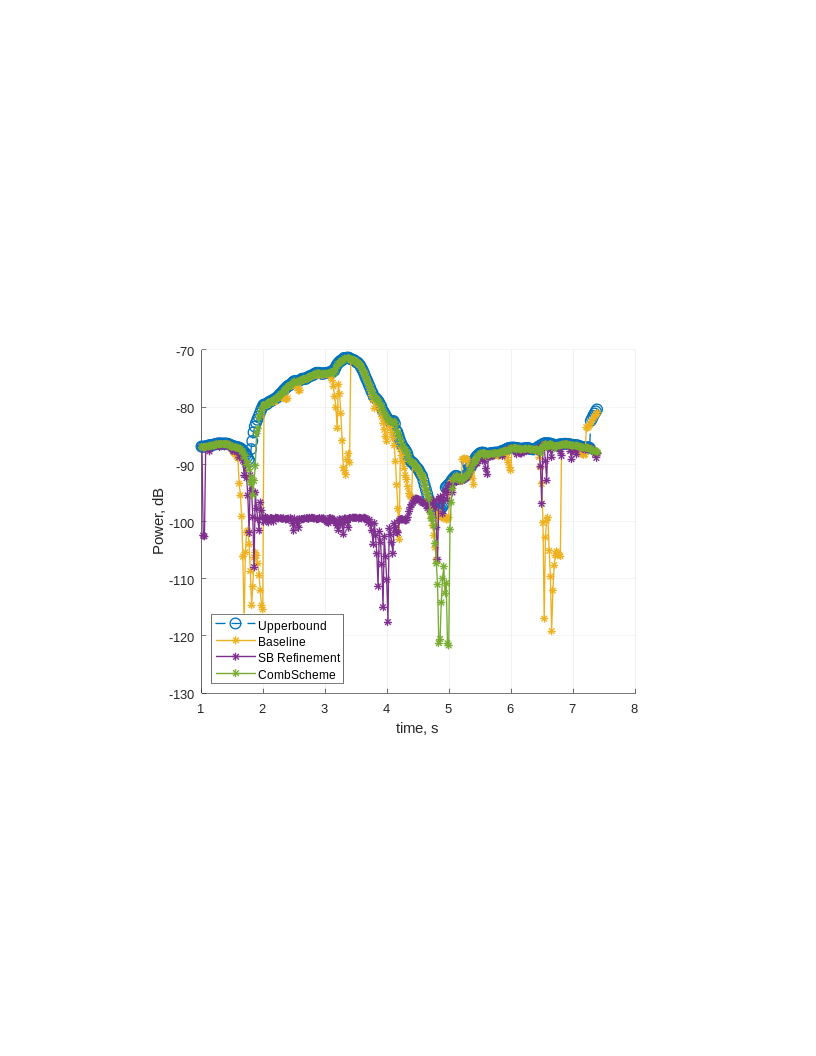 -70
-80
-90
-100
-110
-120
-130
Power, dB
Upperbound
Baseline
SB Refinement
CombScheme
1 2 3 4 5 6 7 8
time, s